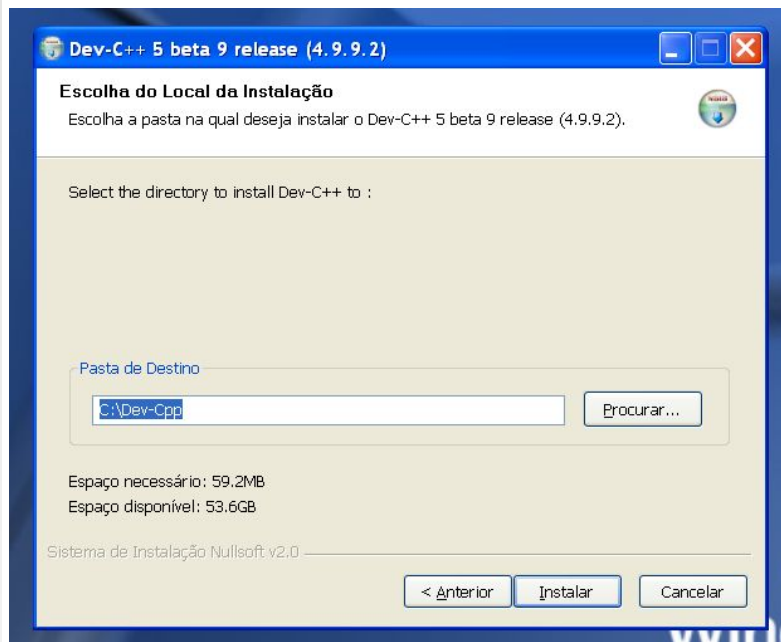 Dev-C++ 5 beta 9 release (4.9.9.2)
Escolha do Local da Instalação
Escolha a pasta na qual deseja instalar o Dev-C++ 5 beta 9 release (4.9.9.2).
Select the directory to install Dev-C++ to :
Pasta de Destino
C:\Dev-Cpp
Procurar...
Espaço necessário: 59.2MB
Espaço disponível: 53.6GB
Sistema de Instalação Nullsoft v2.0
< Anterior Instalar Cancelar